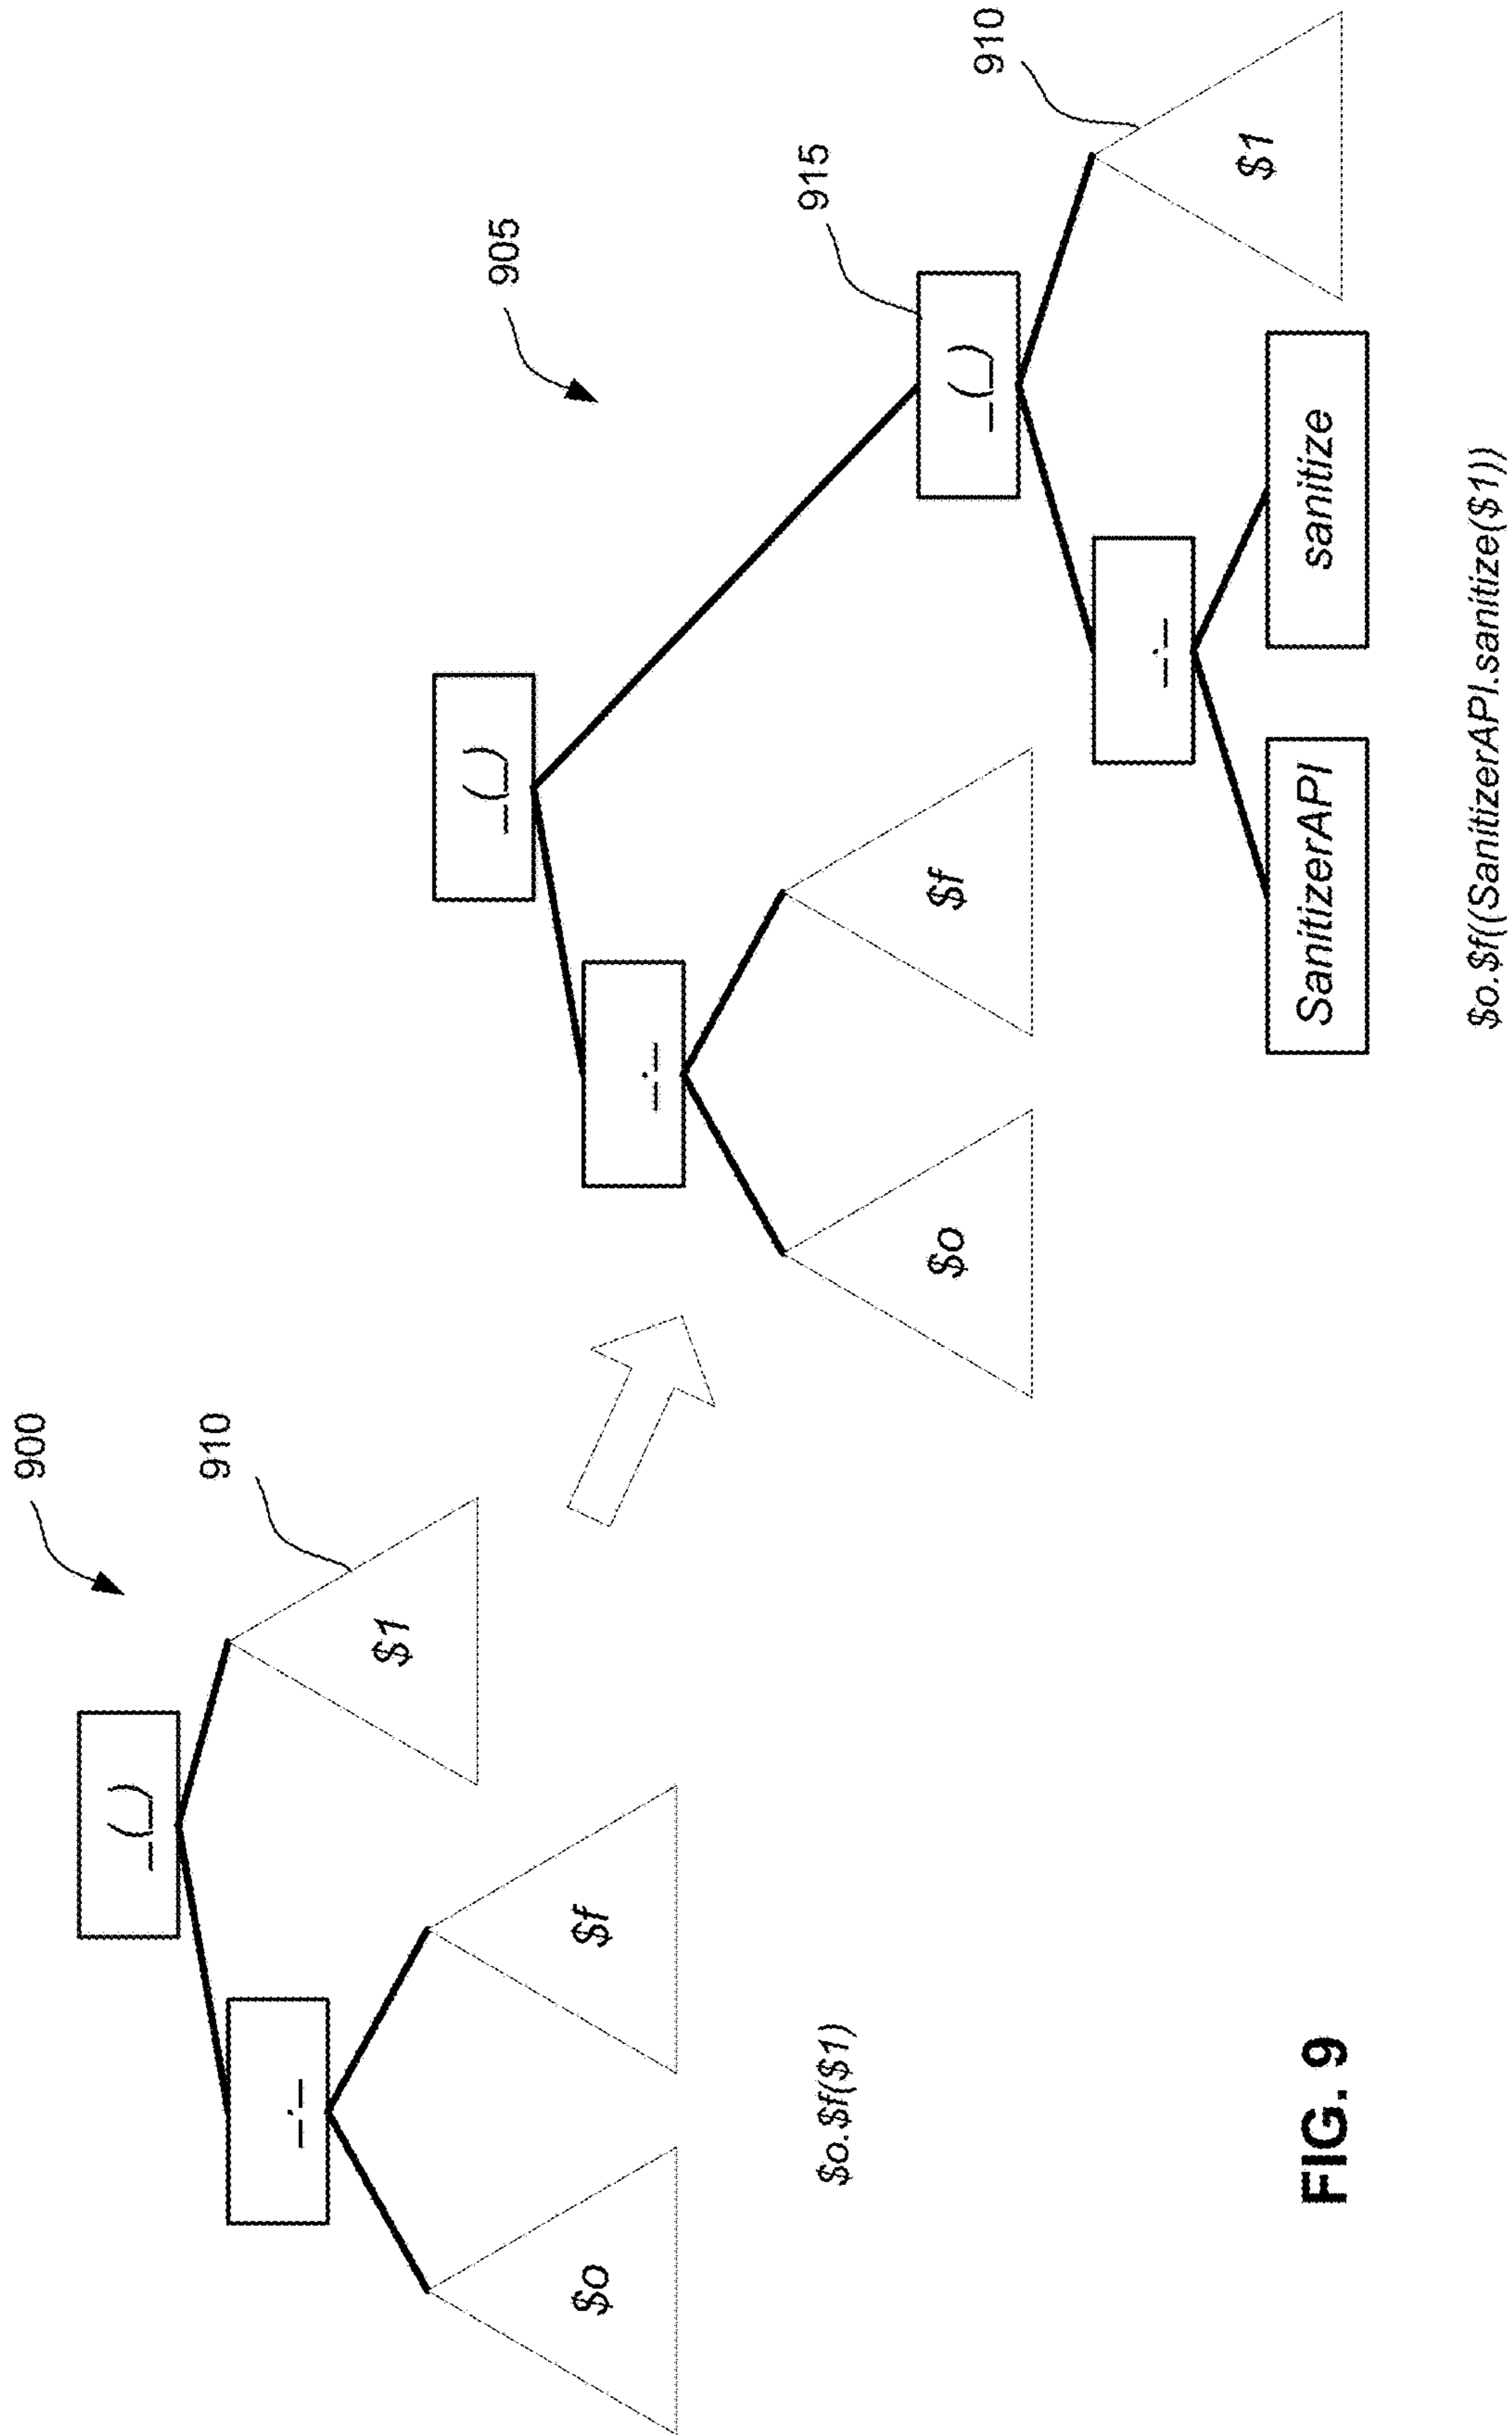 900
910
_()
_._
$1
$o
$f
$o.$f($1)
905
_()
_._
$o
$f
915
_()
910
_._
$1
SanitizerAPI
sanitize
$o.$f((SanitizerAPI.sanitize($1))
FIG. 9